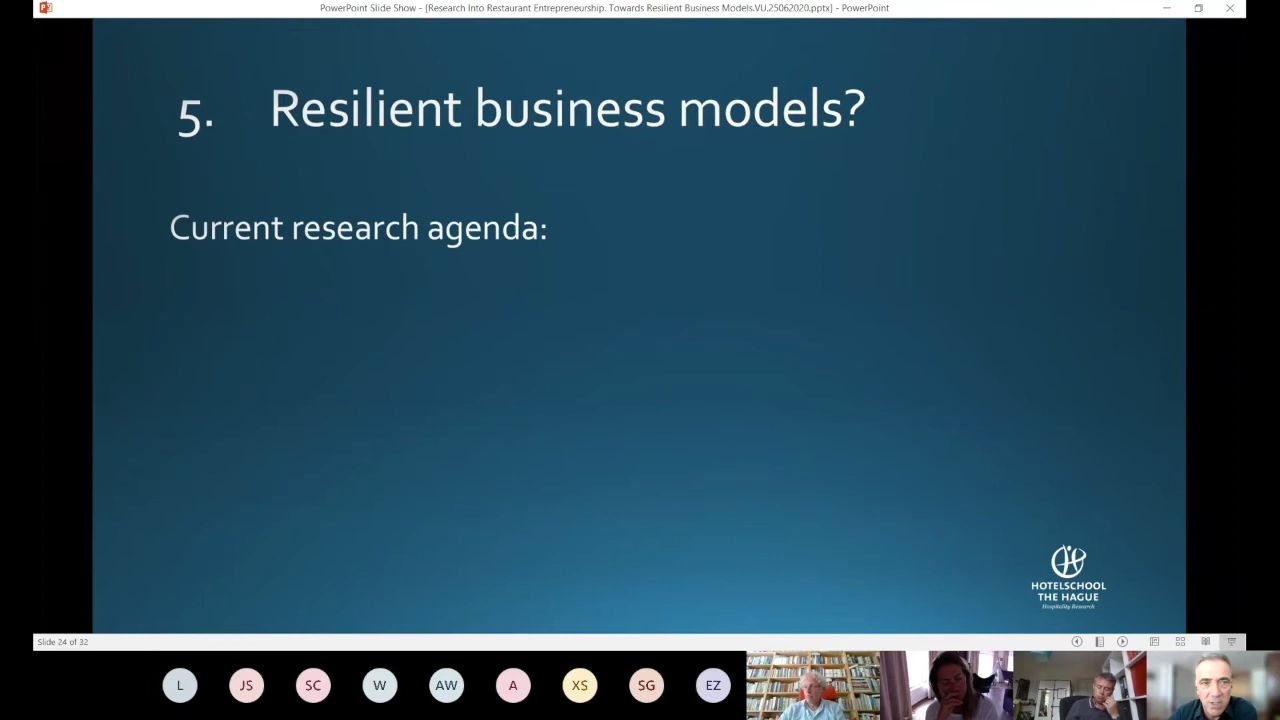 PowerPoint Slide Show - [Research Into Restaurant Entrepreneurship. Towards Resilient Business Models.VU.25062020.pptx] - PowerPoint
5. Resilient business models?
Current research agenda:
HOTELSCHOOL
THE HAGUE
Hospitality Research
Slide 24 of 32
L JS SC W AW A XS SG EZ